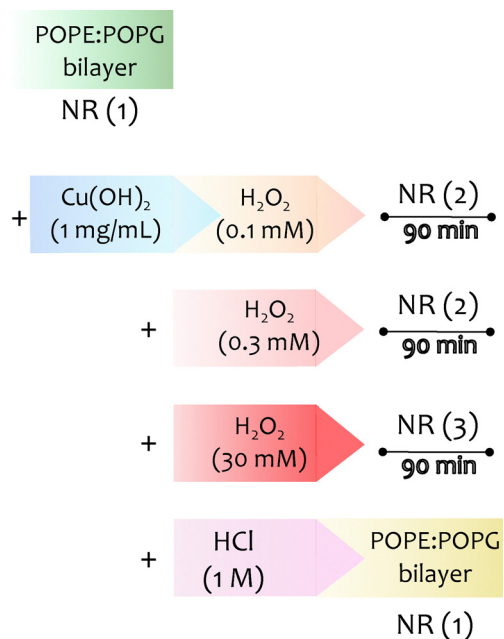 POPE:POPG
bilayer
NR (1)
+ Cu(OH)₂ H₂O₂ NR (2)
(1 mg/mL) (0.1 mM) 90 min
+ H₂O₂ NR (2)
(0.3 mM) 90 min
+ H₂O₂ NR (3)
(30 mM) 90 min
+ HCl POPE:POPG
(1 M) bilayer
NR (1)